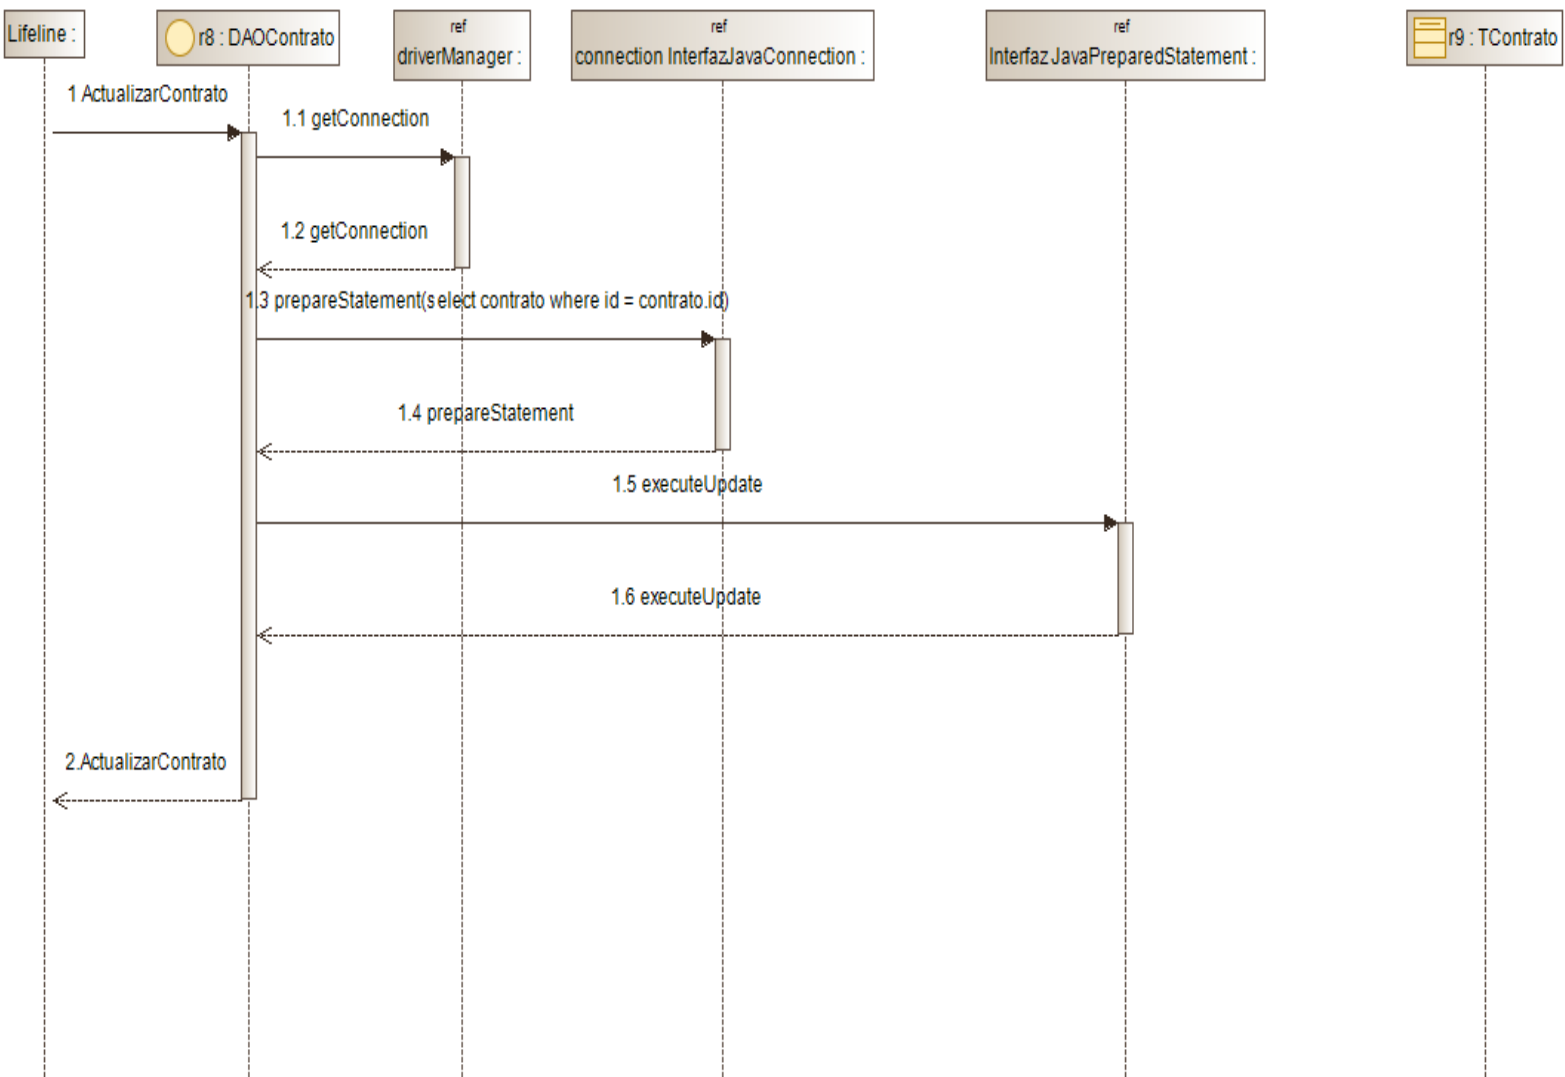 Lifeline :
r8 : DAOContrato
ref
driverManager :
ref
connection InterfazJavaConnection :
ref
Interfaz JavaPreparedStatement :
r9 : TContrato
1 ActualizarContrato
1.1 getConnection
1.2 getConnection
1.3 prepareStatement(select contrato where id = contrato.id)
1.4 prepareStatement
1.5 executeUpdate
1.6 executeUpdate
2.ActualizarContrato